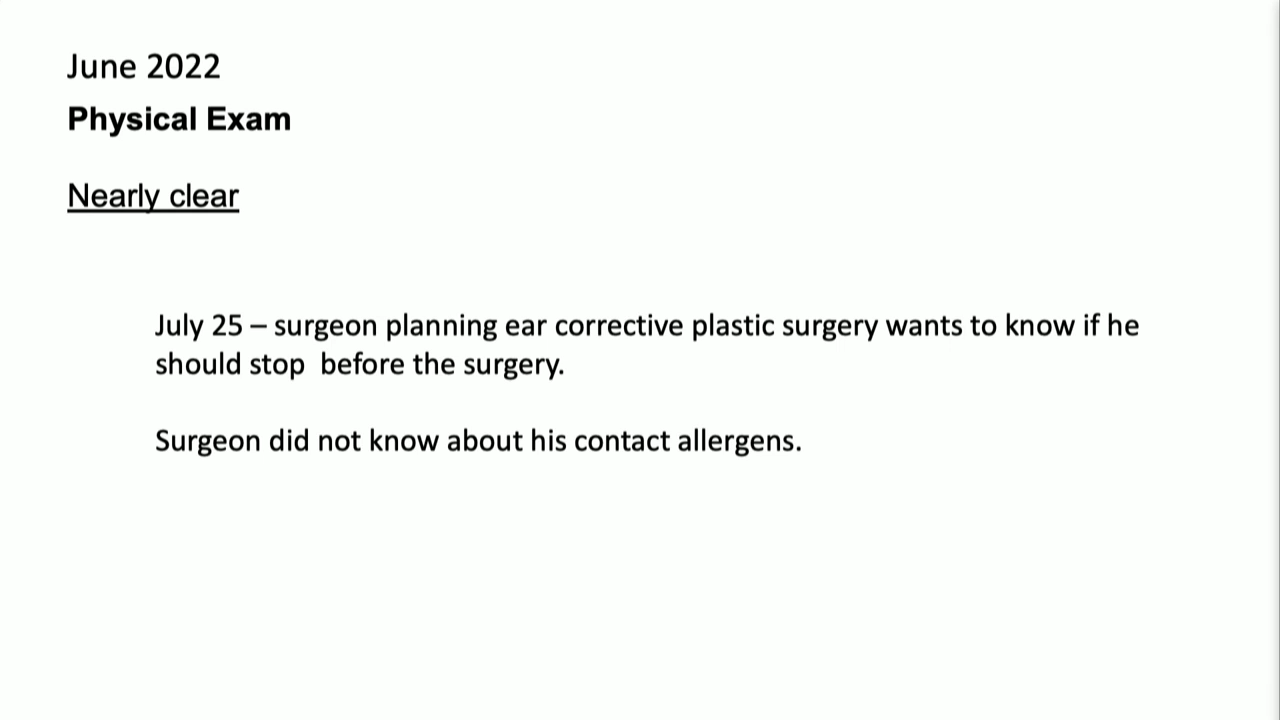 June 2022
Physical Exam
Nearly clear
July 25 – surgeon planning ear corrective plastic surgery wants to know if he
should stop  before the surgery.
Surgeon did not know about his contact allergens.